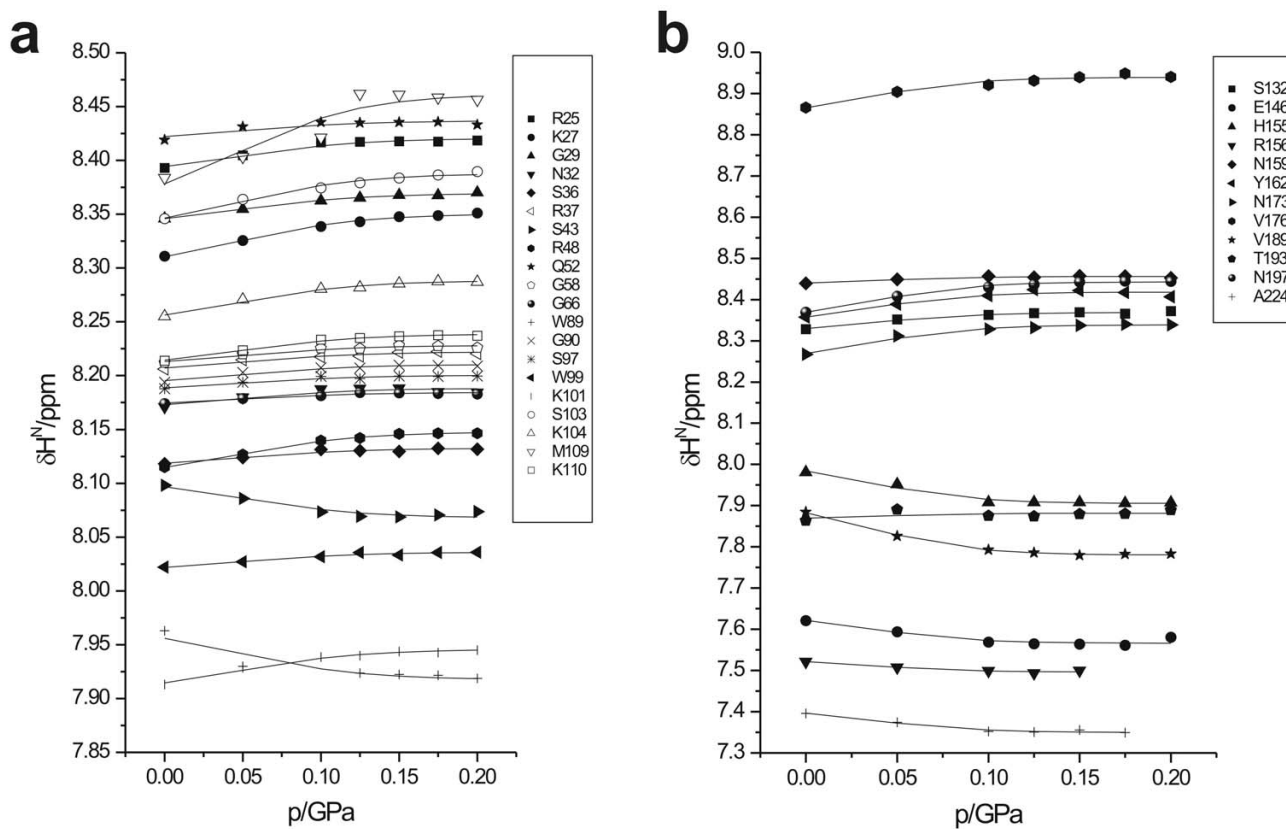 a
8.50
8.45
8.40
8.35
8.30
8.25
8.20
8.15
8.10
8.05
8.00
7.95
7.90
7.85
δH^N/ppm
0.00 0.05 0.10 0.15 0.20
p/GPa
R25
K27
G29
N32
S36
R37
S43
R48
Q52
G58
G66
W89
G90
S97
W99
K101
S103
K104
M109
K110
b
9.0
8.9
8.8
8.7
8.6
8.5
8.4
8.3
8.2
8.1
8.0
7.9
7.8
7.7
7.6
7.5
7.4
7.3
δH^N/ppm
0.00 0.05 0.10 0.15 0.20
p/GPa
S132
E146
H155
R156
N159
Y162
N173
V176
V189
T193
N197
A224